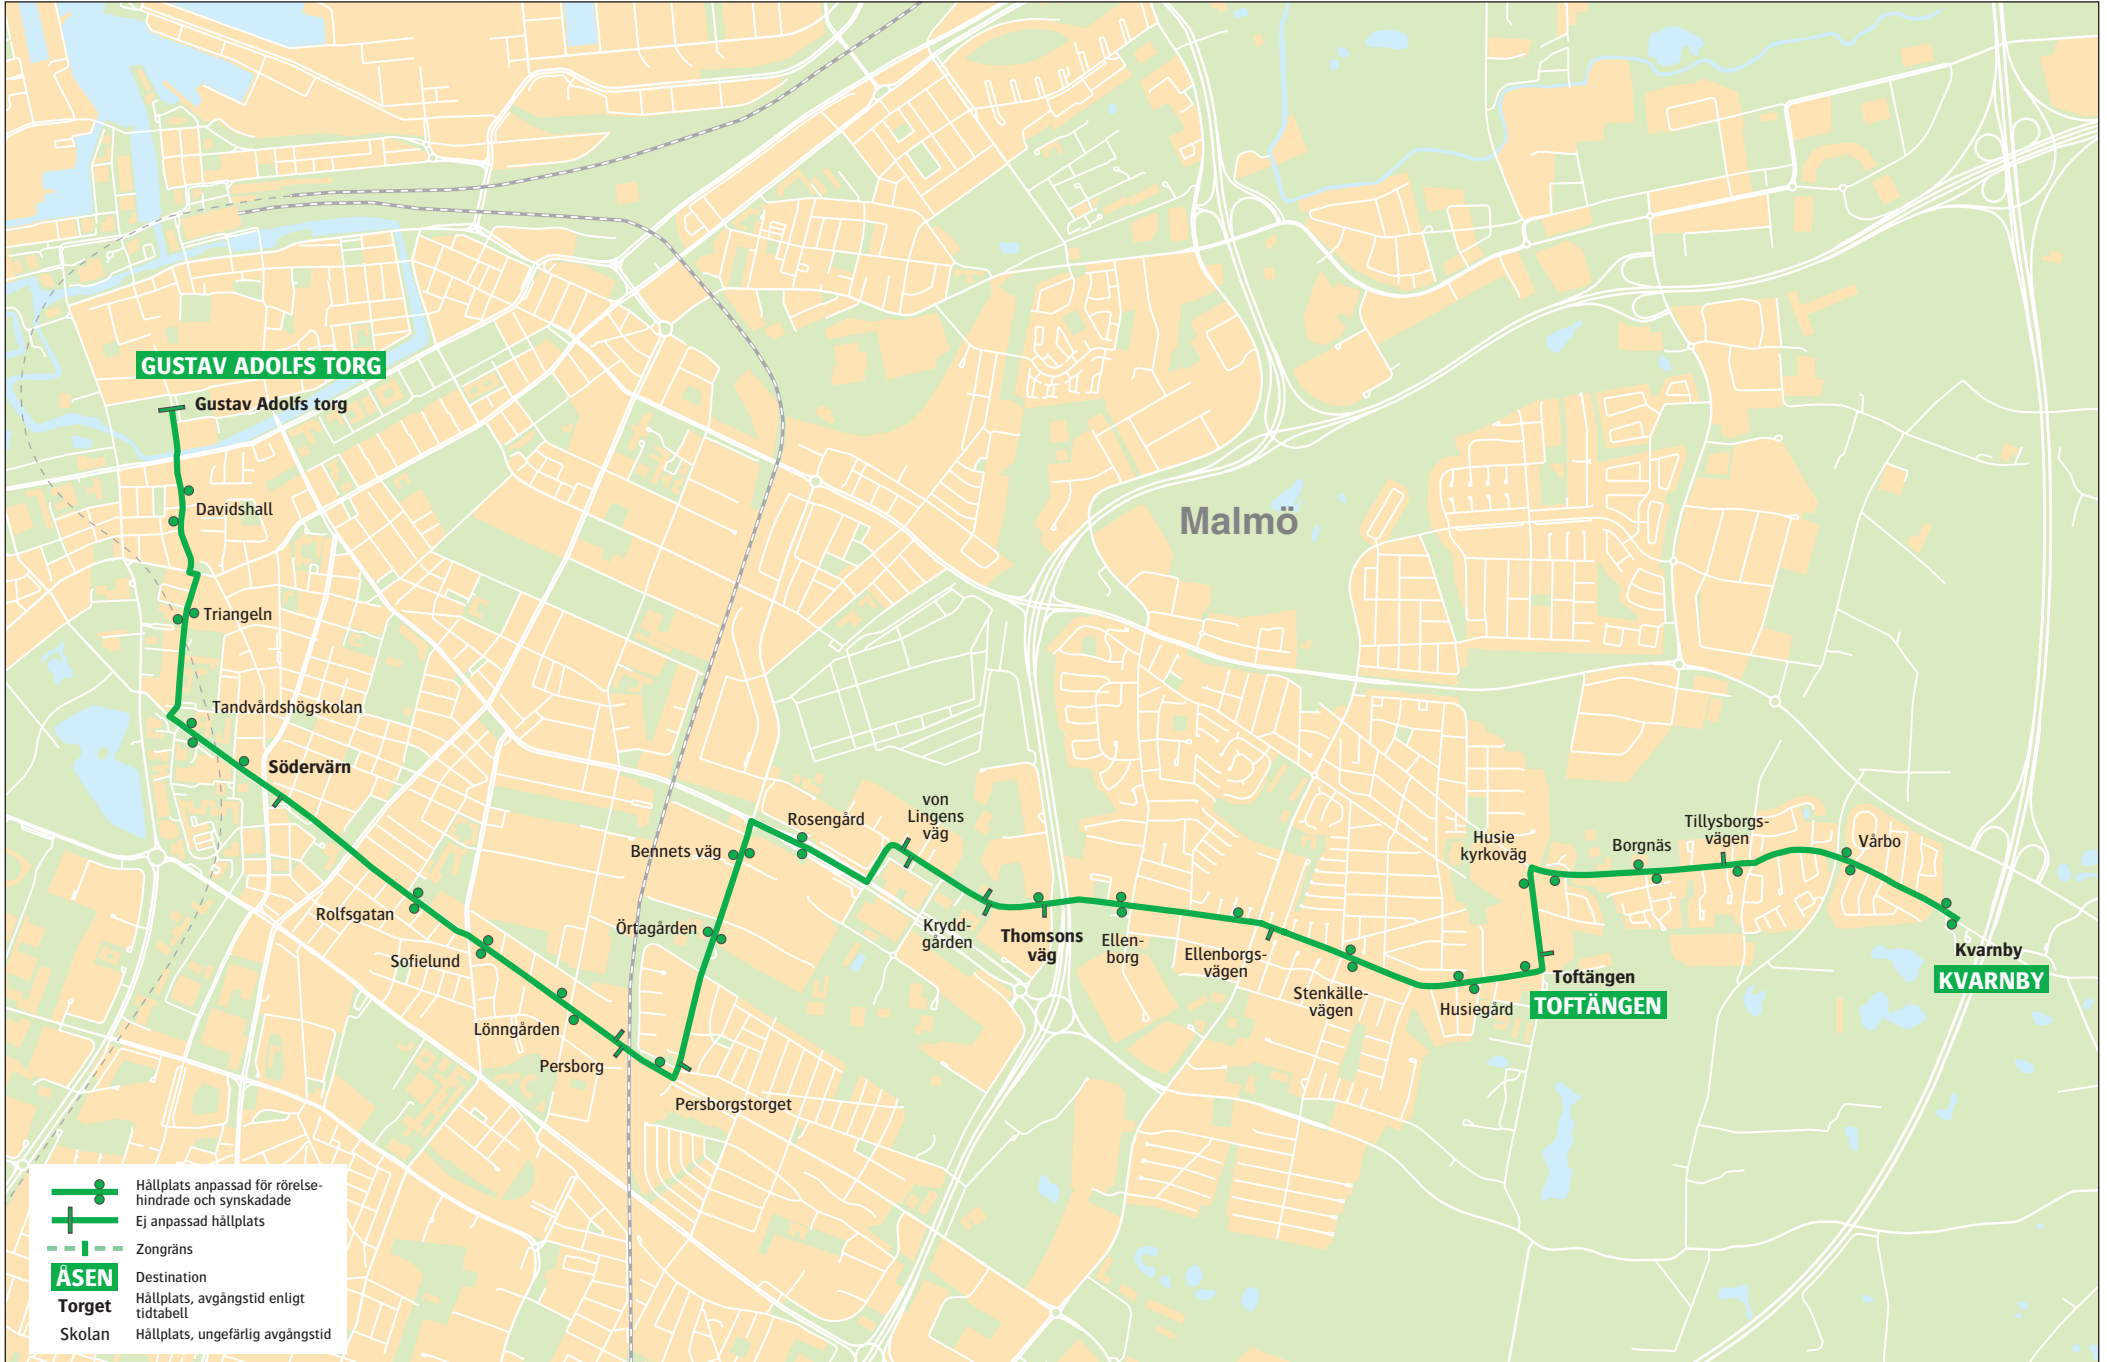 GUSTAV ADOLFS TORG
Gustav Adolfs torg
Davidshall
Triangeln
Tandvårdshögskolan
Södervärn
Rolfsgatan
Sofielund
Lönngården
Persborg
Persborgstorget
Örtagården
Bennets väg
Rosengård
von
Lingens
väg
Krydd-
gården
Thomsons
väg
Ellen-
borg
Ellenborgs-
vägen
Stenkälle-
vägen
Husiegård
Toftängen
TOFTÄNGEN
Husie
kyrkoväg
Borgnäs
Tillysborgs-
vägen
Vårbo
Kvarnby
KVARNBY
Malmö
Hållplats anpassad för rörelse-
hindrade och synskadade
Ej anpassad hållplats
Zongräns
ÅSEN Destination
Torget Hållplats, avgångstid enligt
tidtabell
Skolan Hållplats, ungefärlig avgångstid